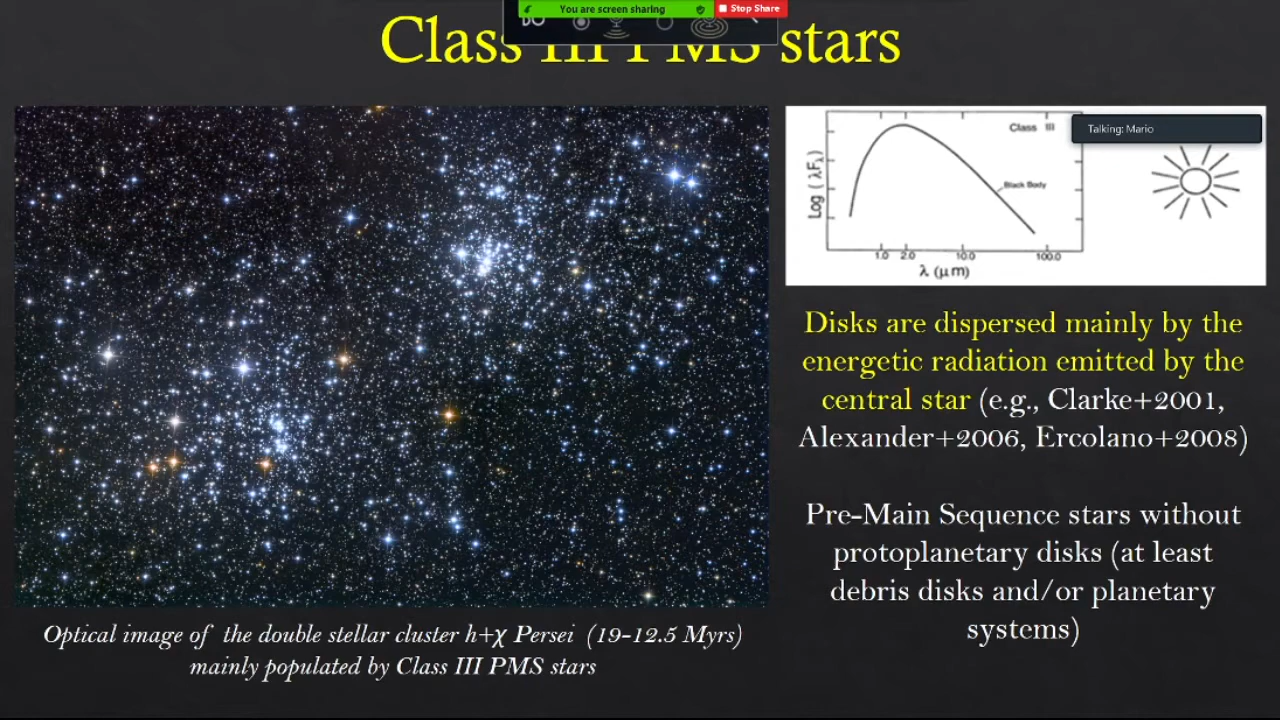 You are screen sharing
Stop Share
Class III PMS stars
Talking: Mario
Class III
Black Body
Log ( λFλ)
1.0 2.0 10.0 100.0
λ (μm)
Disks are dispersed mainly by the
energetic radiation emitted by the
central star (e.g., Clarke+2001,
Alexander+2006, Ercolano+2008)
Pre-Main Sequence stars without
protoplanetary disks (at least
debris disks and/or planetary
systems)
Optical image of the double stellar cluster h+χ Persei (19-12.5 Myrs)
mainly populated by Class III PMS stars